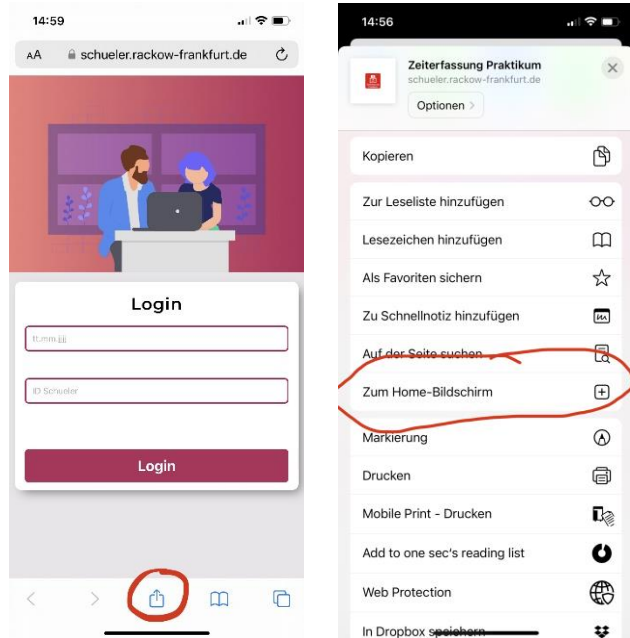 14:59
AA schueler.rackow-frankfurt.de
Login
tt.mm.jjjj
ID Schueler
Login
14:56
Zeiterfassung Praktikum
schueler.rackow-frankfurt.de
Optionen >
Kopieren
Zur Leseliste hinzufügen
Lesezeichen hinzufügen
Als Favoriten sichern
Zu Schnellnotiz hinzufügen
Auf der Seite suchen
Zum Home-Bildschirm
Markierung
Drucken
Mobile Print - Drucken
Add to one sec's reading list
Web Protection
In Dropbox speichern